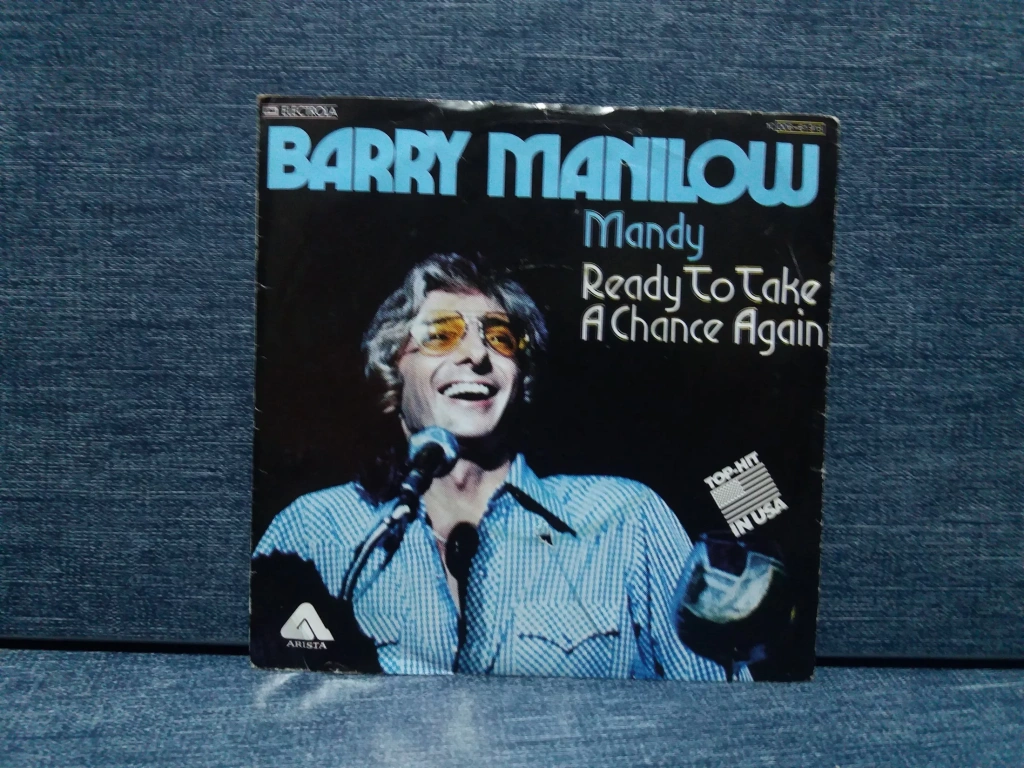 ELECTROLA
BARRY MANILOW
Mandy
Ready To Take
A Chance Again
TOP-HIT
IN USA
ARISTA